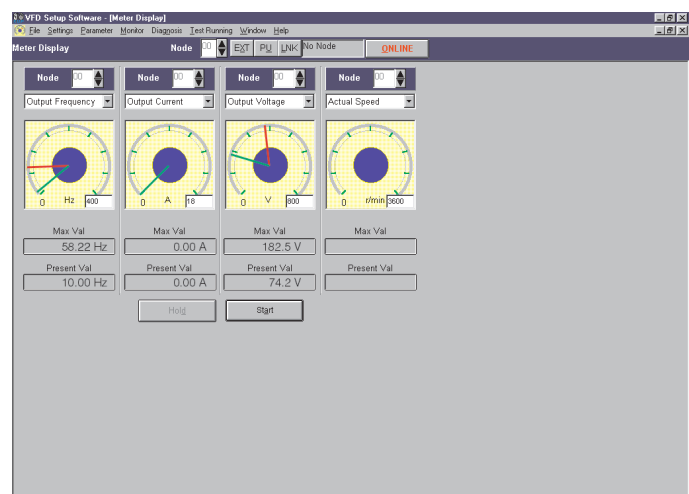 VFD Setup Software - [Meter Display]
File Settings Parameter Monitor Diagnosis Test Running Window Help
Meter Display Node 00 EXT PU LNK No Node ONLINE
Node 00 Node 00 Node 00 Node 00
Output Frequency Output Current Output Voltage Actual Speed
0 Hz 400 0 A 18 0 V 800 0 r/min 3600
Max Val Max Val Max Val Max Val
58.22 Hz 0.00 A 182.5 V
Present Val Present Val Present Val Present Val
10.00 Hz 0.00 A 74.2 V
Hold Start